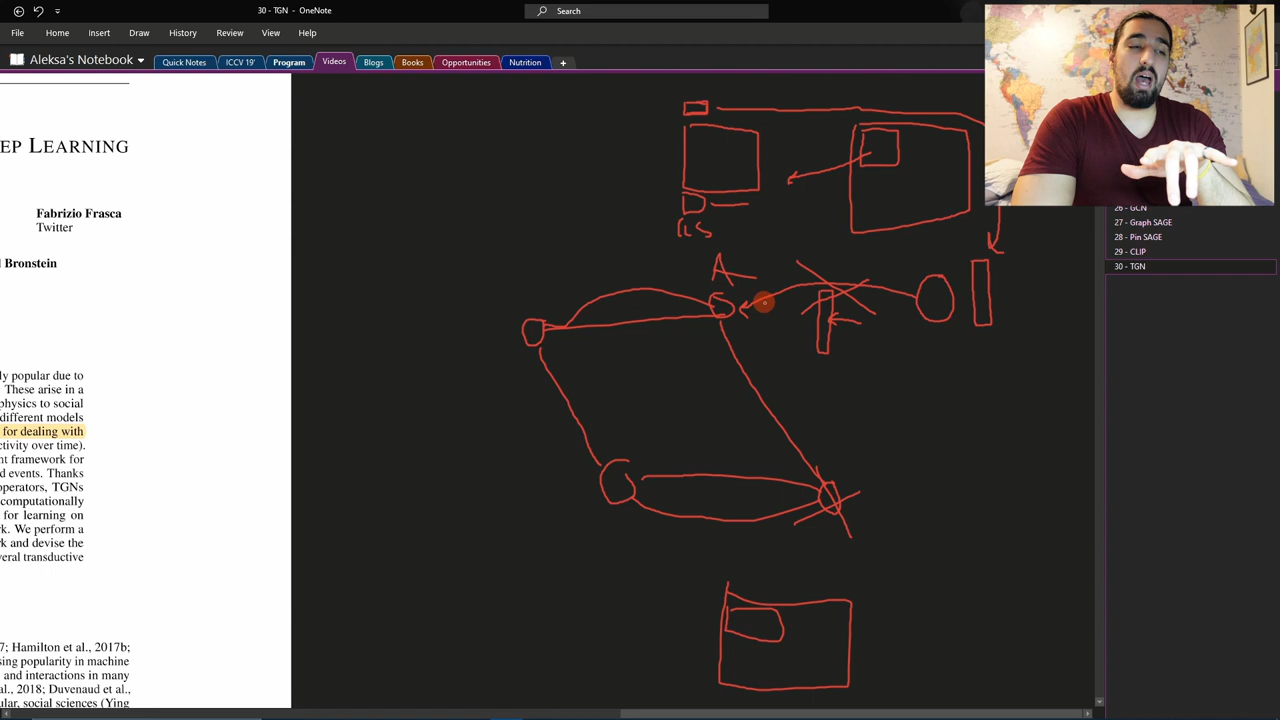 30 - TGN - OneNote
Search
File Home Insert Draw History Review View Help
Aleksa's Notebook Quick Notes ICCV 19' Program Videos Blogs Books Opportunities Nutrition
EP LEARNING
Fabrizio Frasca
Twitter
Bronstein
ly popular due to
These arise in a
physics to social
different models
for dealing with
ctivity over time).
nt framework for
d events. Thanks
operators, TGNs
computationally
for learning on
rk. We perform a
rk and devise the
veral transductive
7; Hamilton et al., 2017b;
sing popularity in machine
and interactions in many
al., 2018; Duvenaud et al.,
ular, social sciences (Ying
A
26 - GCN
27 - Graph SAGE
28 - Pin SAGE
29 - CLIP
30 - TGN